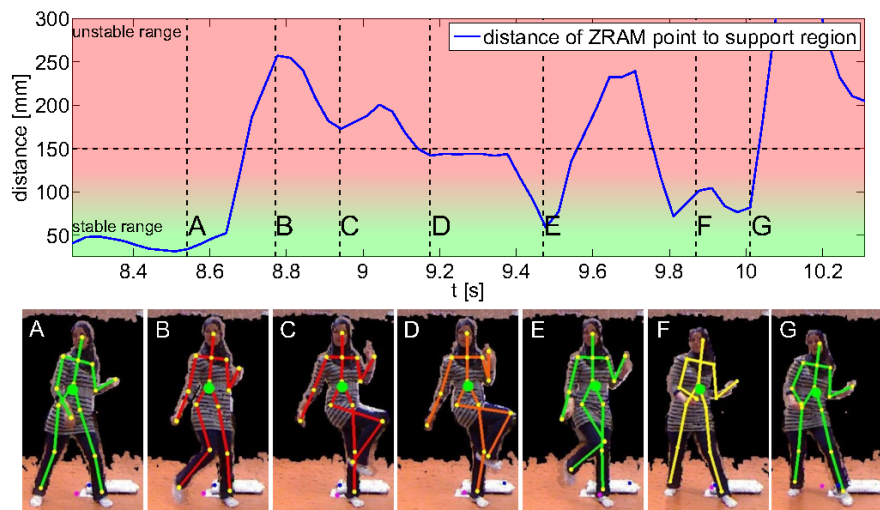 300
250
200
150
100
50
distance [mm]
unstable range
distance of ZRAM point to support region
stable range
A
B
C
D
E
F
G
8.4
8.6
8.8
9
9.2
9.4
9.6
9.8
10
10.2
t [s]
A
B
C
D
E
F
G